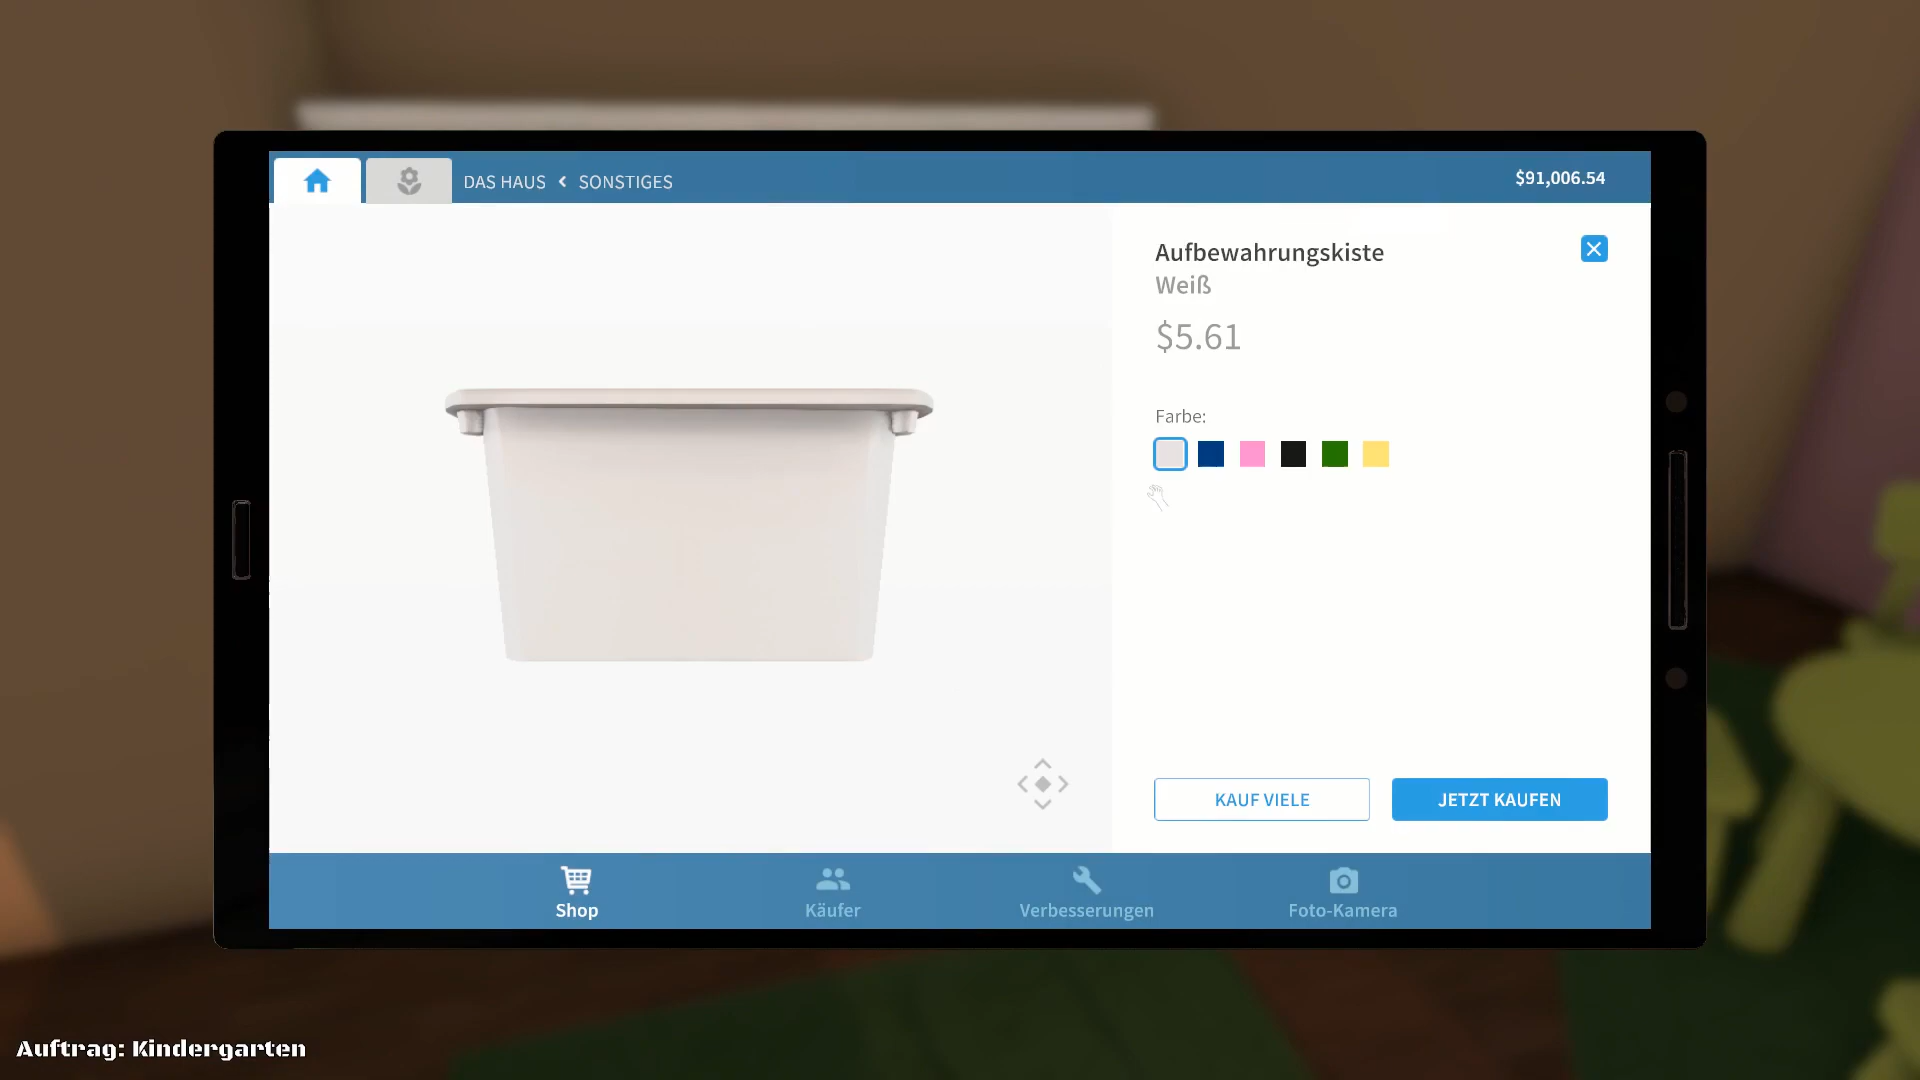 DAS HAUS < SONSTIGES
$91,006.54
Aufbewahrungskiste
Weiß
$5.61
Farbe:
KAUF VIELE
JETZT KAUFEN
Shop
Käufer
Verbesserungen
Foto-Kamera
Auftrag: Kindergarten